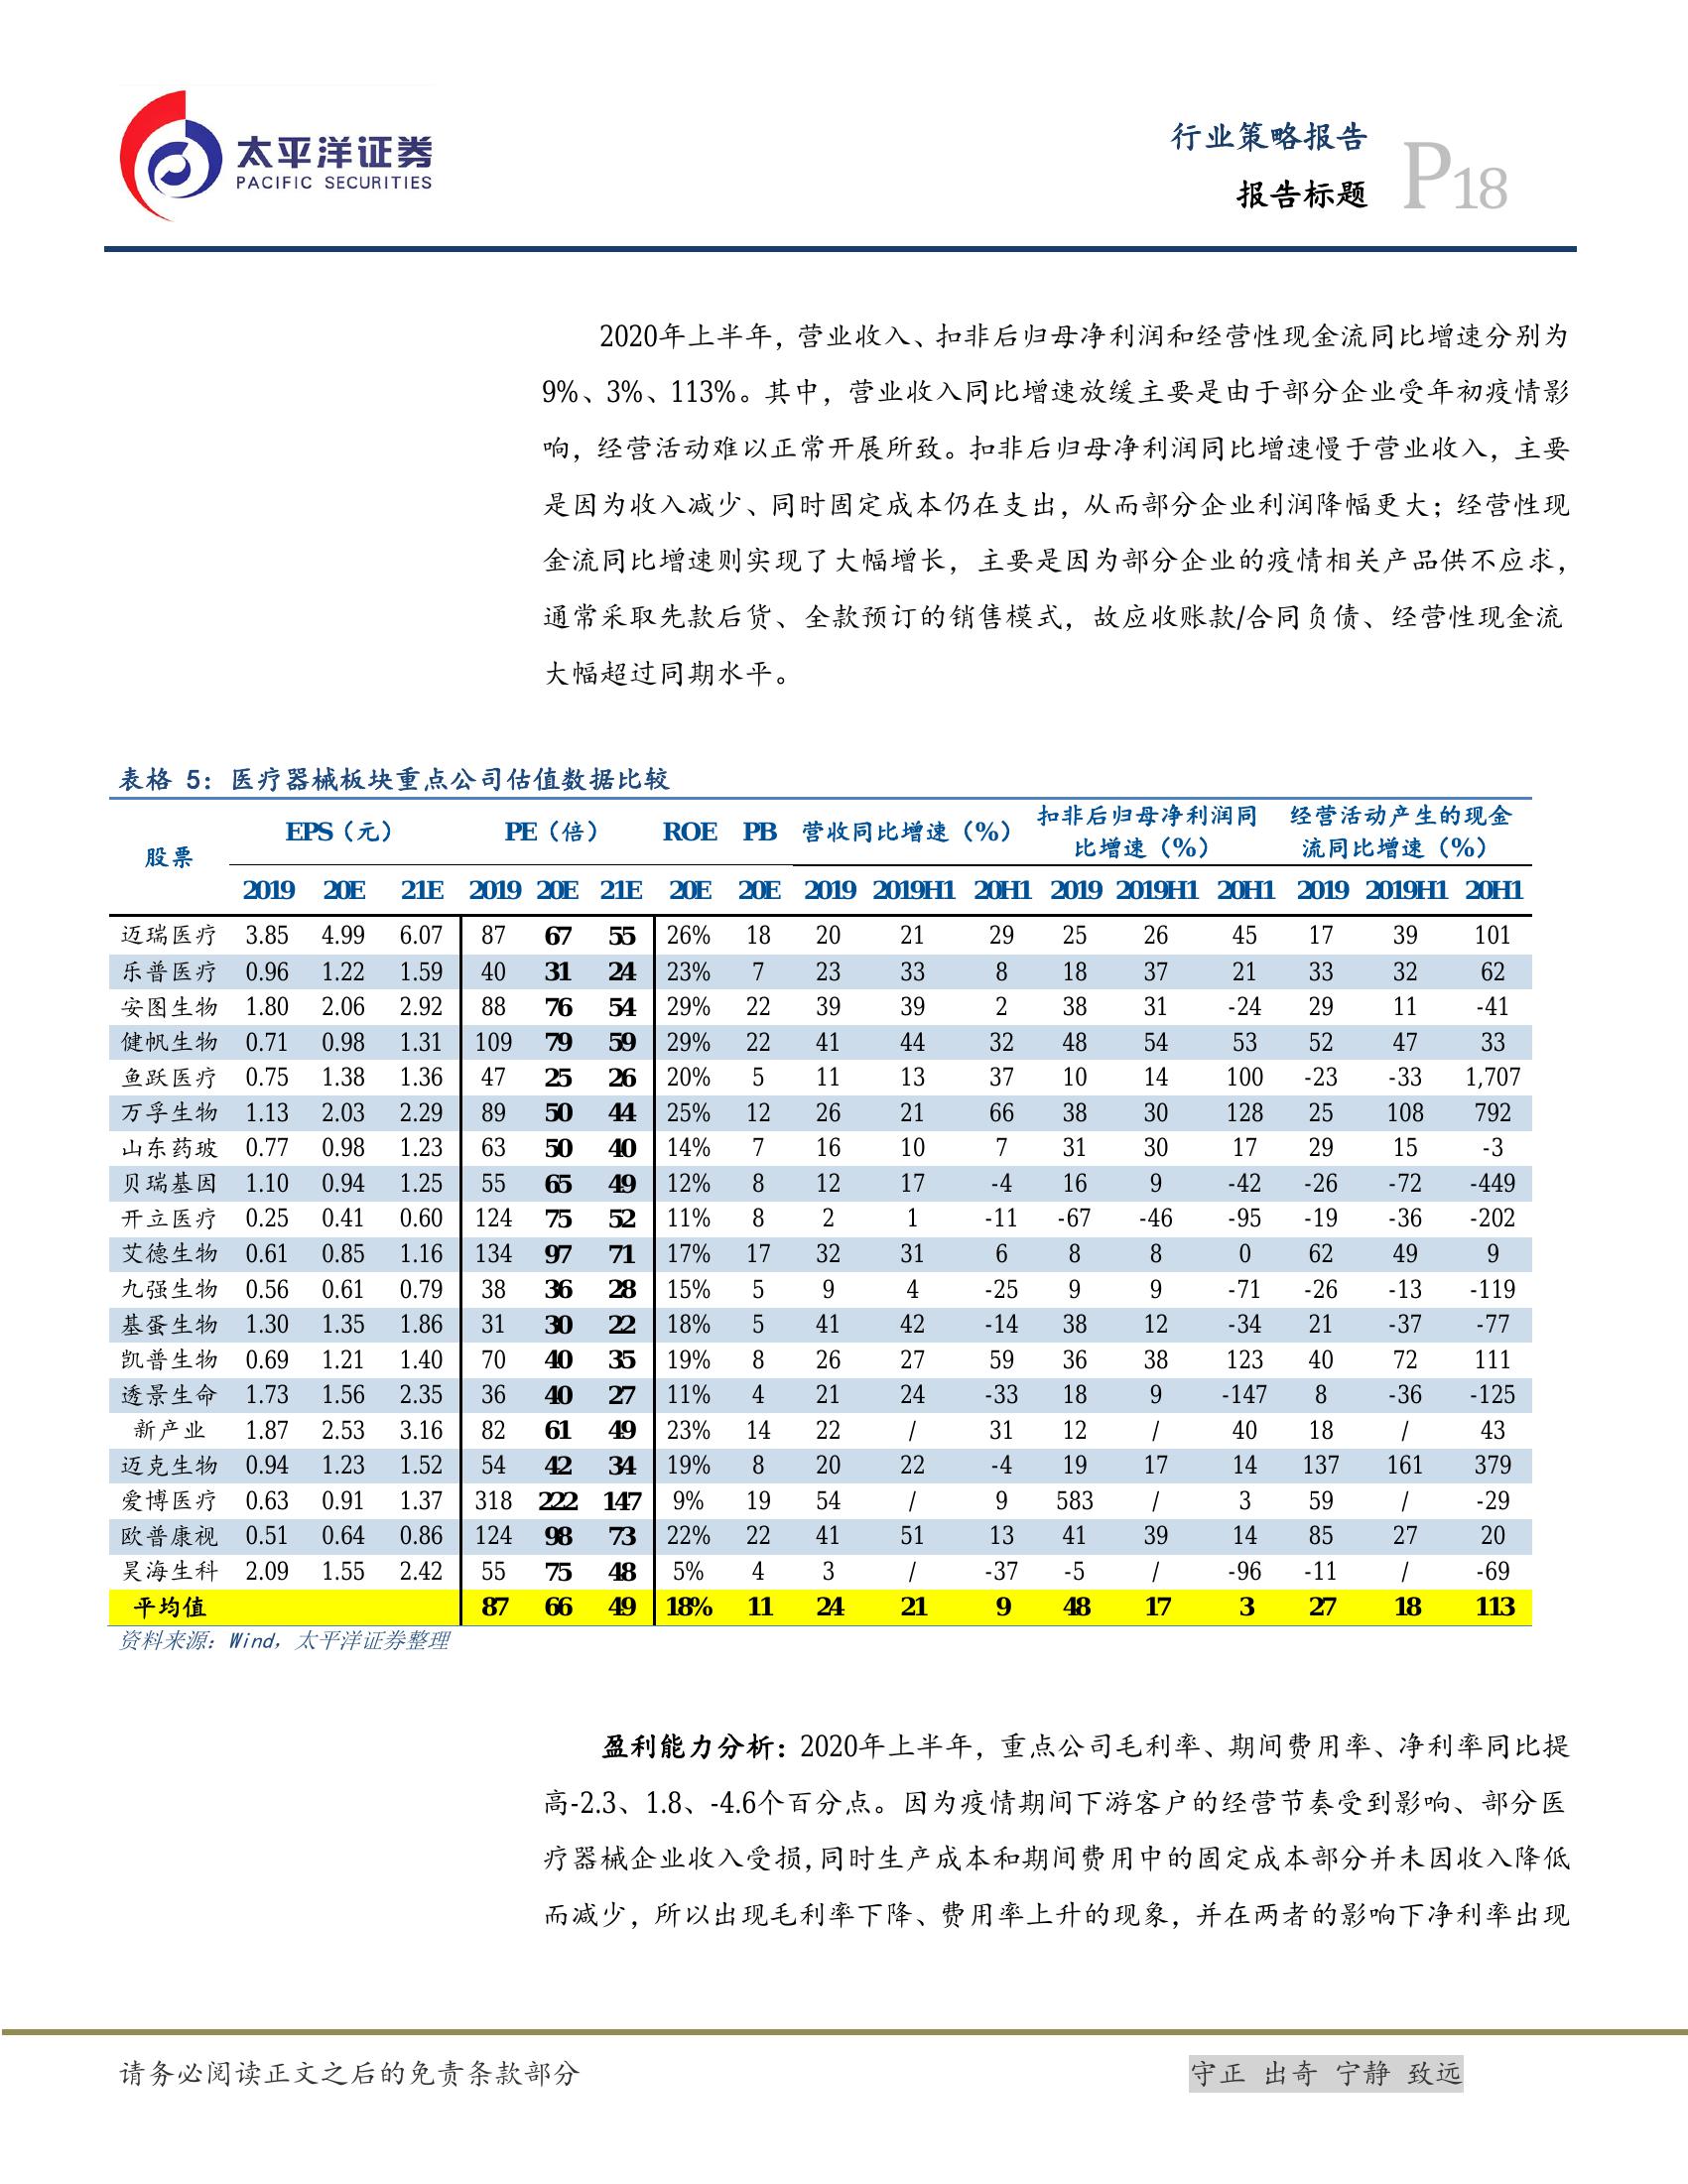 太平洋证券
PACIFIC SECURITIES
行业策略报告
报告标题
P18
2020年上半年，营业收入、扣非后归母净利润和经营性现金流同比增速分别为
9%、3%、113%。其中，营业收入同比增速放缓主要是由于部分企业受年初疫情影
响，经营活动难以正常开展所致。扣非后归母净利润同比增速慢于营业收入，主要
是因为收入减少、同时固定成本仍在支出，从而部分企业利润降幅更大；经营性现
金流同比增速则实现了大幅增长，主要是因为部分企业的疫情相关产品供不应求，
通常采取先款后货、全款预订的销售模式，故应收账款/合同负债、经营性现金流
大幅超过同期水平。
表格 5：医疗器械板块重点公司估值数据比较
股票 EPS（元） PE（倍） ROE PB 营收同比增速（%） 扣非后归母净利润同比增速（%） 经营活动产生的现金流同比增速（%）
2019 20E 21E 2019 20E 21E 20E 20E 2019 2019H1 20H1 2019 2019H1 20H1 2019 2019H1 20H1
迈瑞医疗 3.85 4.99 6.07 87 67 55 26% 18 20 21 29 25 26 45 17 39 101
乐普医疗 0.96 1.22 1.59 40 31 24 23% 7 23 33 8 18 37 21 33 32 62
安图生物 1.80 2.06 2.92 88 76 54 29% 22 39 39 2 38 31 -24 29 11 -41
健帆生物 0.71 0.98 1.31 109 79 59 29% 22 41 44 32 48 54 53 52 47 33
鱼跃医疗 0.75 1.38 1.36 47 25 26 20% 5 11 13 37 10 14 100 -23 -33 1,707
万孚生物 1.13 2.03 2.29 89 50 44 25% 12 26 21 66 38 30 128 25 108 792
山东药玻 0.77 0.98 1.23 63 50 40 14% 7 16 10 7 31 30 17 29 15 -3
贝瑞基因 1.10 0.94 1.25 55 65 49 12% 8 12 17 -4 16 9 -42 -26 -72 -449
开立医疗 0.25 0.41 0.60 124 75 52 11% 8 2 1 -11 -67 -46 -95 -19 -36 -202
艾德生物 0.61 0.85 1.16 134 97 71 17% 17 32 31 6 8 8 0 62 49 9
九强生物 0.56 0.61 0.79 38 36 28 15% 5 9 4 -25 9 9 -71 -26 -13 -119
基蛋生物 1.30 1.35 1.86 31 30 22 18% 5 41 42 -14 38 12 -34 21 -37 -77
凯普生物 0.69 1.21 1.40 70 40 35 19% 8 26 27 59 36 38 123 40 72 111
透景生命 1.73 1.56 2.35 36 40 27 11% 4 21 24 -33 18 9 -147 8 -36 -125
新产业 1.87 2.53 3.16 82 61 49 23% 14 22 / 31 12 / 40 18 / 43
迈克生物 0.94 1.23 1.52 54 42 34 19% 8 20 22 -4 19 17 14 137 161 379
爱博医疗 0.63 0.91 1.37 318 222 147 9% 19 54 / 9 583 / 3 59 / -29
欧普康视 0.51 0.64 0.86 124 98 73 22% 22 41 51 13 41 39 14 85 27 20
昊海生科 2.09 1.55 2.42 55 75 48 5% 4 3 / -37 -5 / -96 -11 / -69
平均值 87 66 49 18% 11 24 21 9 48 17 3 27 18 113
资料来源：Wind，太平洋证券整理
盈利能力分析：2020年上半年，重点公司毛利率、期间费用率、净利率同比提
高-2.3、1.8、-4.6个百分点。因为疫情期间下游客户的经营节奏受到影响、部分医
疗器械企业收入受损，同时生产成本和期间费用中的固定成本部分并未因收入降低
而减少，所以出现毛利率下降、费用率上升的现象，并在两者的影响下净利率出现
请务必阅读正文之后的免责条款部分
守正 出奇 宁静 致远